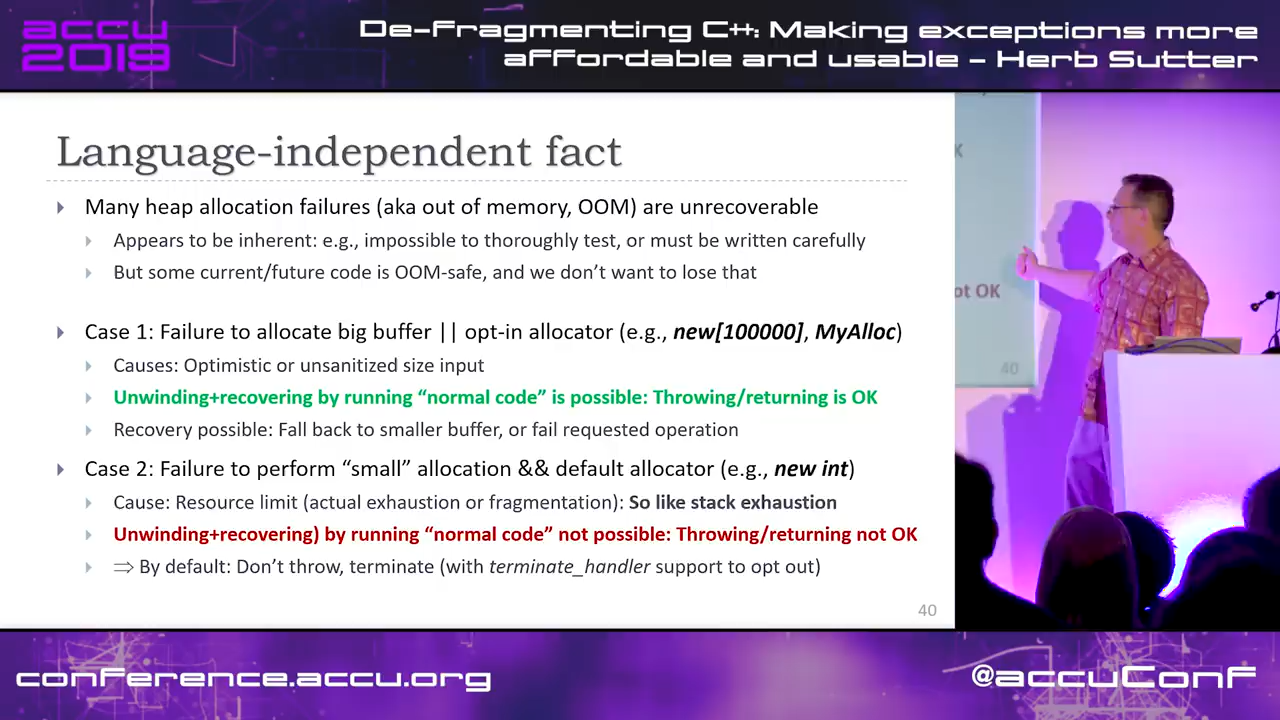 accu
2019
De-Fragmenting C++: Making exceptions more
affordable and usable - Herb Sutter
Language-independent fact
Many heap allocation failures (aka out of memory, OOM) are unrecoverable
Appears to be inherent: e.g., impossible to thoroughly test, or must be written carefully
But some current/future code is OOM-safe, and we don't want to lose that
Case 1: Failure to allocate big buffer || opt-in allocator (e.g., new[100000], MyAlloc)
Causes: Optimistic or unsanitized size input
Unwinding+recovering by running “normal code” is possible: Throwing/returning is OK
Recovery possible: Fall back to smaller buffer, or fail requested operation
Case 2: Failure to perform “small” allocation && default allocator (e.g., new int)
Cause: Resource limit (actual exhaustion or fragmentation): So like stack exhaustion
Unwinding+recovering) by running “normal code” not possible: Throwing/returning not OK
⇒ By default: Don't throw, terminate (with terminate_handler support to opt out)
40
K
ot OK
40
conference.accu.org
@accuConf